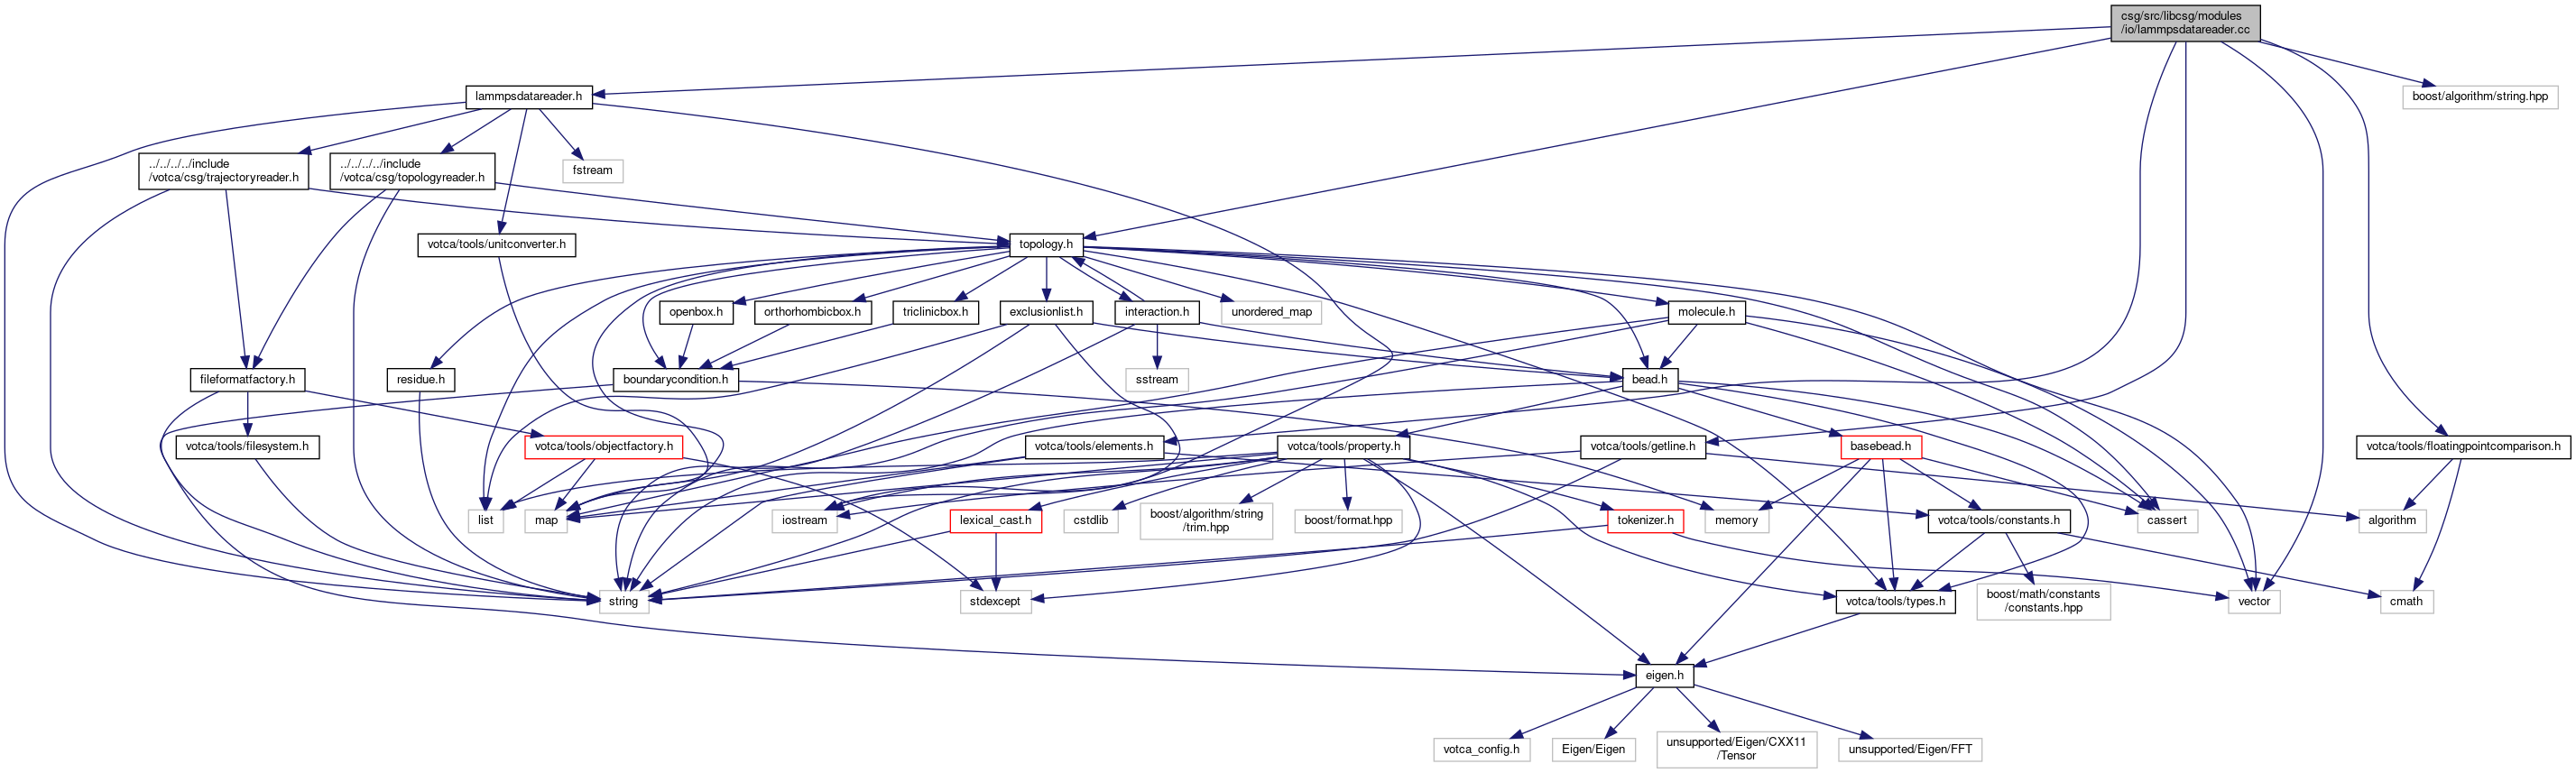 csg/src/libcsg/modules
/io/lammpsdatareader.cc
lammpsdatareader.h
boost/algorithm/string.hpp
../../../../include
/votca/csg/trajectoryreader.h
../../../../include
/votca/csg/topologyreader.h
fstream
votca/tools/unitconverter.h
topology.h
openbox.h
orthorhombicbox.h
triclinicbox.h
exclusionlist.h
interaction.h
unordered_map
molecule.h
fileformatfactory.h
residue.h
boundarycondition.h
sstream
bead.h
votca/tools/filesystem.h
votca/tools/objectfactory.h
votca/tools/elements.h
votca/tools/property.h
votca/tools/getline.h
basebead.h
votca/tools/floatingpointcomparison.h
list
map
iostream
lexical_cast.h
cstdlib
boost/algorithm/string
/trim.hpp
boost/format.hpp
tokenizer.h
memory
votca/tools/constants.h
cassert
algorithm
string
stdexcept
votca/tools/types.h
boost/math/constants
/constants.hpp
vector
cmath
eigen.h
votca_config.h
Eigen/Eigen
unsupported/Eigen/CXX11
/Tensor
unsupported/Eigen/FFT